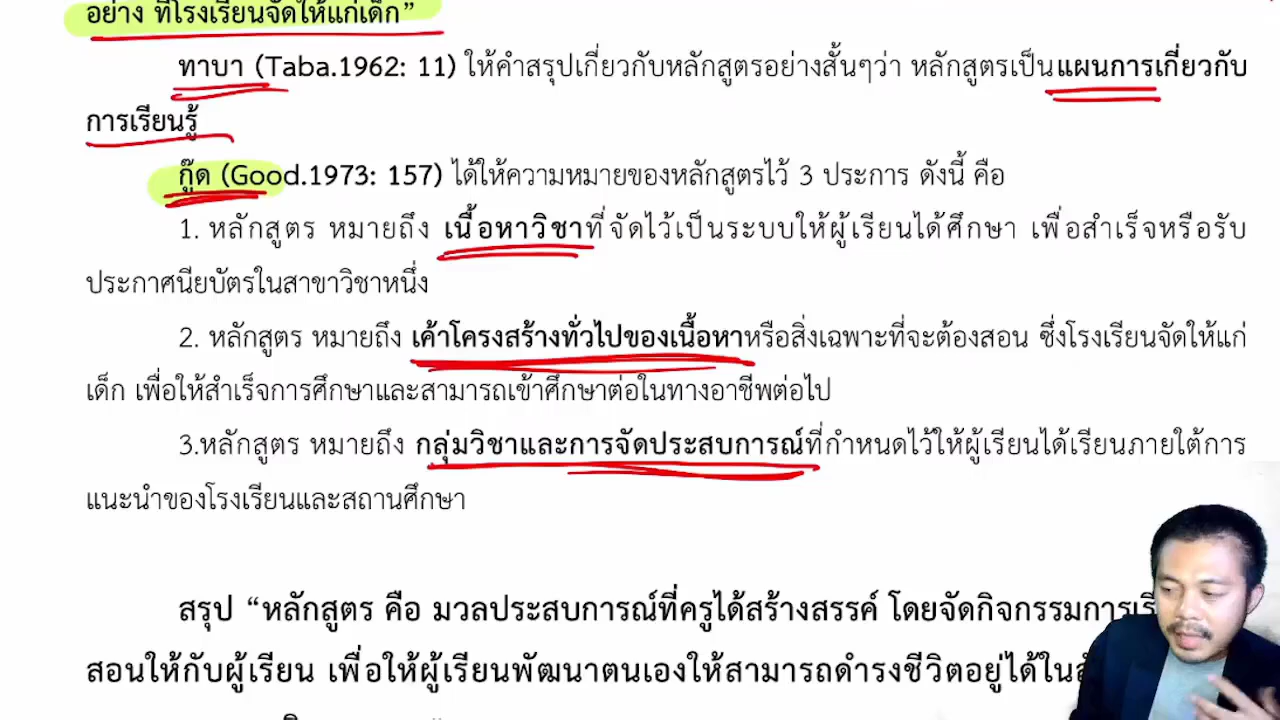 อย่าง ที่โรงเรียนจัดให้แก่เด็ก”
ทาบา (Taba.1962: 11) ให้คำสรุปเกี่ยวกับหลักสูตรอย่างสั้นๆว่า หลักสูตรเป็นแผนการเกี่ยวกับ
การเรียนรู้
กู๊ด (Good.1973: 157) ได้ให้ความหมายของหลักสูตรไว้ 3 ประการ ดังนี้ คือ
1. หลักสูตร หมายถึง เนื้อหาวิชาที่จัดไว้เป็นระบบให้ผู้เรียนได้ศึกษา เพื่อสำเร็จหรือรับ
ประกาศนียบัตรในสาขาวิชาหนึ่ง
2. หลักสูตร หมายถึง เค้าโครงสร้างทั่วไปของเนื้อหาหรือสิ่งเฉพาะที่จะต้องสอน ซึ่งโรงเรียนจัดให้แก่
เด็ก เพื่อให้สำเร็จการศึกษาและสามารถเข้าศึกษาต่อในทางอาชีพต่อไป
3.หลักสูตร หมายถึง กลุ่มวิชาและการจัดประสบการณ์ที่กำหนดไว้ให้ผู้เรียนได้เรียนภายใต้การ
แนะนำของโรงเรียนและสถานศึกษา
สรุป “หลักสูตร คือ มวลประสบการณ์ที่ครูได้สร้างสรรค์ โดยจัดกิจกรรมการเรี
สอนให้กับผู้เรียน เพื่อให้ผู้เรียนพัฒนาตนเองให้สามารถดำรงชีวิตอยู่ได้ใน